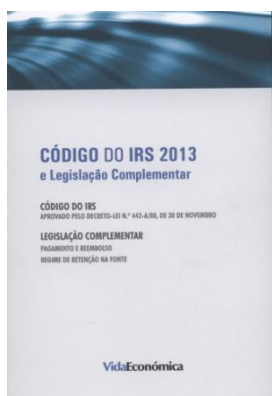 CÓDIGO DO IRS 2013
e Legislação Complementar
CÓDIGO DO IRS
APROVADO PELO DECRETO-LEI N.º 442-A/88, DE 30 DE NOVEMBRO
LEGISLAÇÃO COMPLEMENTAR
PAGAMENTO E REEMBOLSO
REGIME DE RETENÇÃO NA FONTE
VidaEconómica